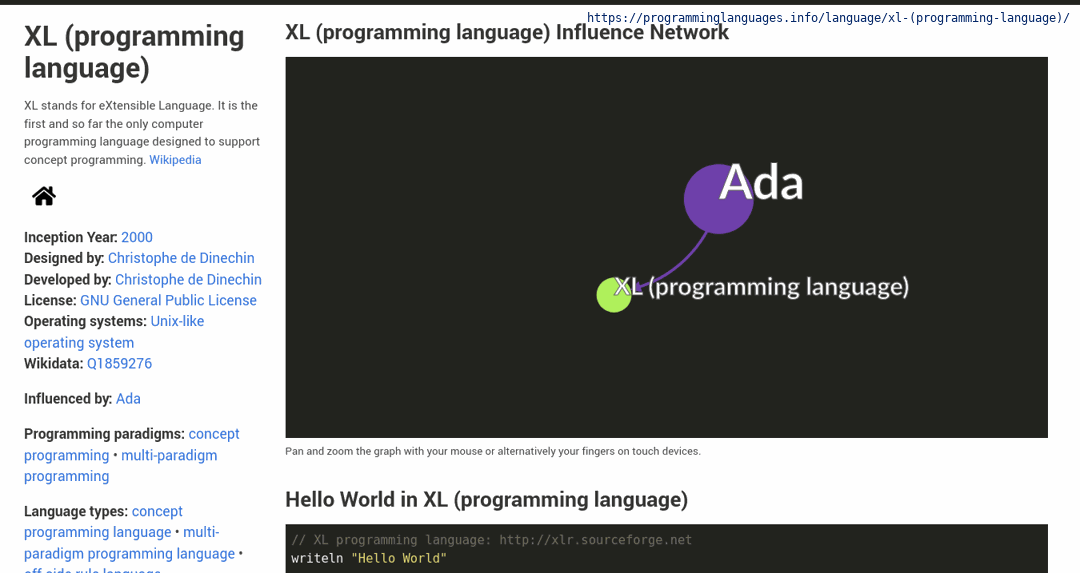 https://programminglanguages.info/language/xl-(programming-language)/
XL (programming
language)
XL stands for eXtensible Language. It is the
first and so far the only computer
programming language designed to support
concept programming. Wikipedia
Inception Year: 2000
Designed by: Christophe de Dinechin
Developed by: Christophe de Dinechin
License: GNU General Public License
Operating systems: Unix-like
operating system
Wikidata: Q1859276
Influenced by: Ada
Programming paradigms: concept
programming • multi-paradigm
programming
Language types: concept
programming language • multi-
paradigm programming language •
off-side rule language
XL (programming language) Influence Network
Ada
XL (programming language)
Pan and zoom the graph with your mouse or alternatively your fingers on touch devices.
Hello World in XL (programming language)
// XL programming language: http://xlr.sourceforge.net
writeln "Hello World"